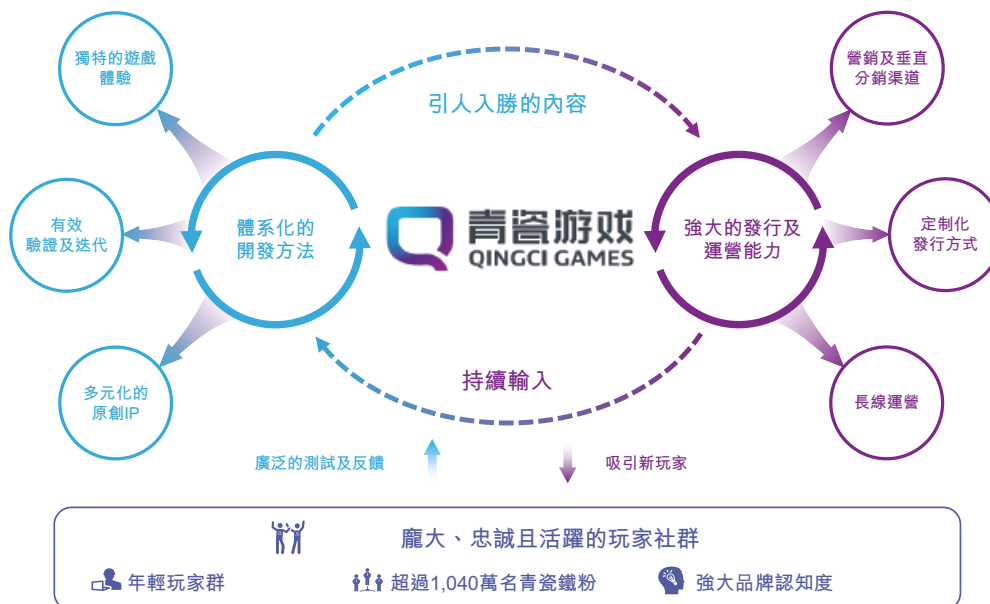 獨特的遊戲
體驗
營銷及垂直
分銷渠道
引人入勝的內容
有效
驗證及迭代
體系化的
開發方法
青瓷游戏
QINGCI GAMES
強大的發行及
運營能力
定制化
發行方式
持續輸入
多元化的
原創IP
長線運營
廣泛的測試及反饋
吸引新玩家
龐大、忠誠且活躍的玩家社群
年輕玩家群
超過1,040萬名青瓷鐵粉
強大品牌認知度